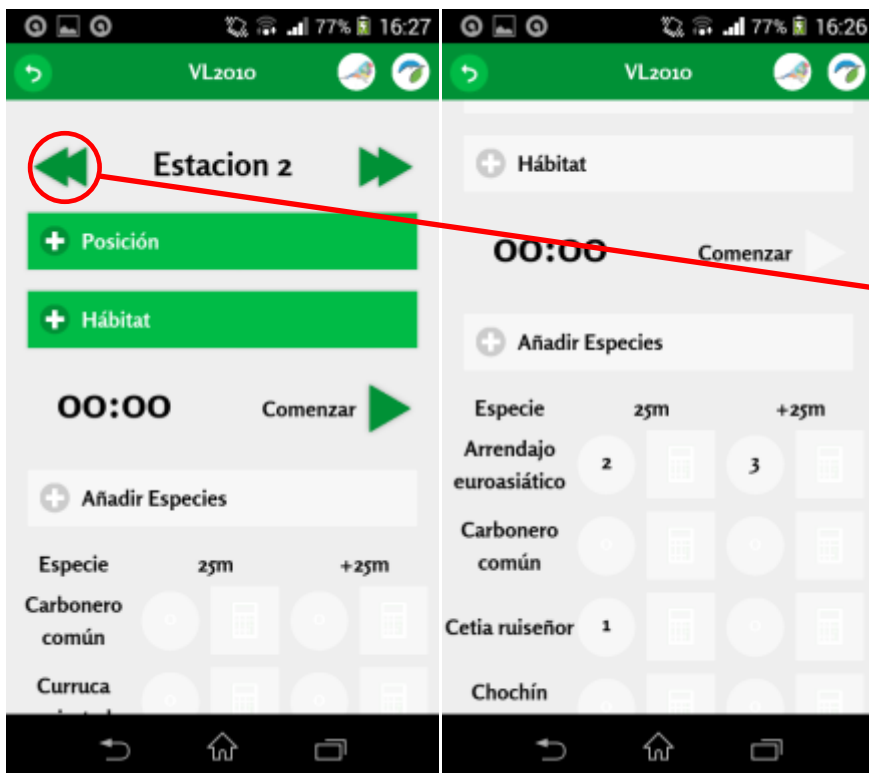 77% 16:27
VL2010
Estacion 2
Posición
Hábitat
00:00 Comenzar
Añadir Especies
Especie 25m +25m
Carbonero
común
Curruca
77% 16:26
VL2010
Hábitat
00:00 Comenzar
Añadir Especies
Especie 25m +25m
Arrendajo
euroasiático 2 3
Carbonero
común 0 0
Cetia ruiseñor 1
Chochín